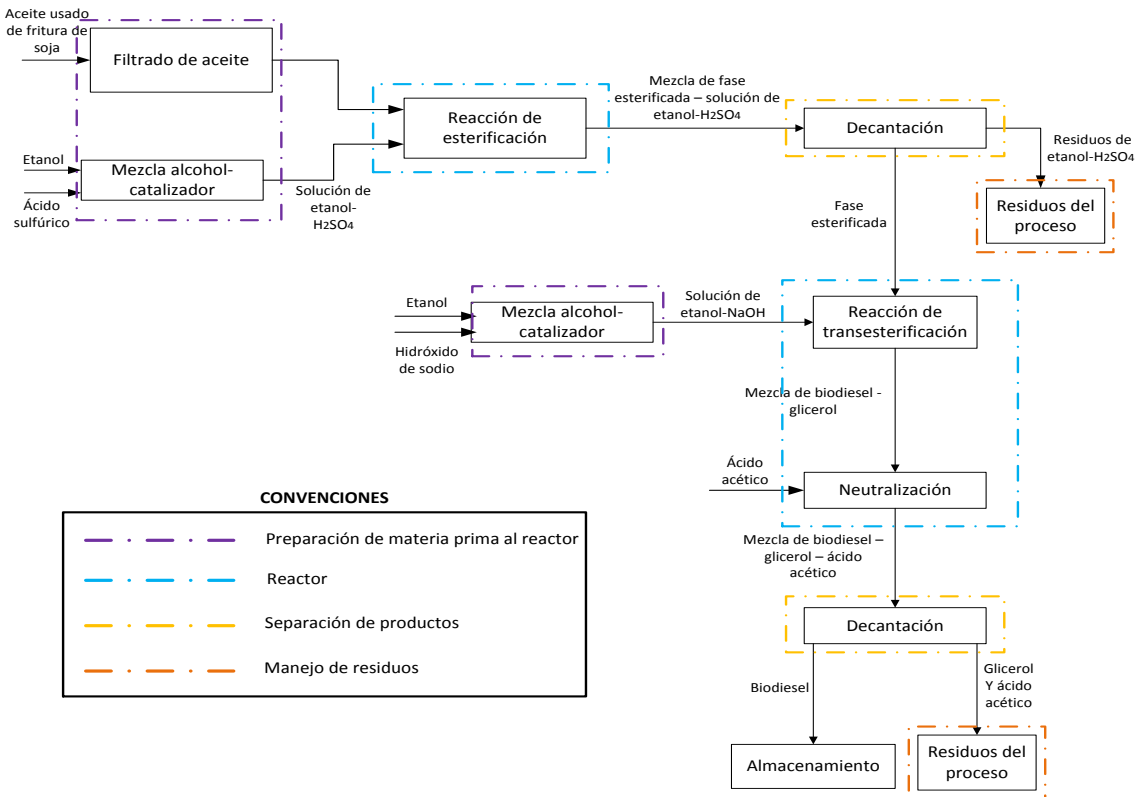 Aceite usado
de fritura de
soja
Filtrado de aceite
Etanol
Ácido
sulfúrico
Mezcla alcohol-
catalizador
Solución de
etanol-
H2SO4
Reacción de
esterificación
Mezcla de fase
esterificada – solución de
etanol-H2SO4
Decantación
Residuos de
etanol-H2SO4
Residuos del
proceso
Fase
esterificada
Etanol
Hidróxido
de sodio
Mezcla alcohol-
catalizador
Solución de
etanol-NaOH
Reacción de
transesterificación
Mezcla de biodiesel -
glicerol
Ácido
acético
Neutralización
Mezcla de biodiesel –
glicerol – ácido
acético
Decantación
Biodiesel
Glicerol
Y ácido
acético
Almacenamiento
Residuos del
proceso
CONVENCIONES
Preparación de materia prima al reactor
Reactor
Separación de productos
Manejo de residuos